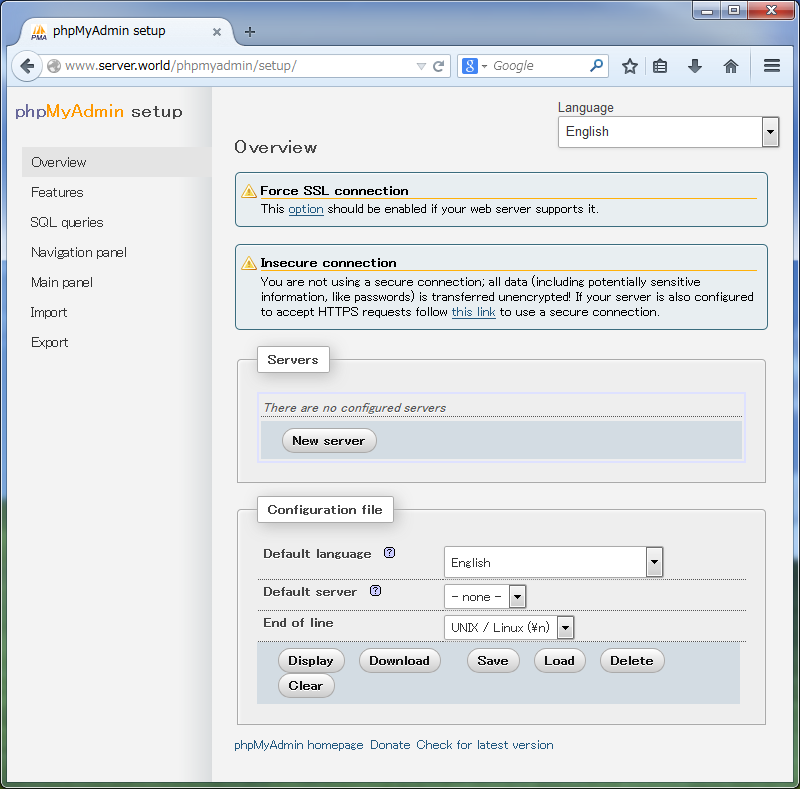 phpMyAdmin setup
www.server.world/phpmyadmin/setup/
Google
phpMyAdmin setup
Language
English
Overview
Features
SQL queries
Navigation panel
Main panel
Import
Export
Overview
Force SSL connection
This option should be enabled if your web server supports it.
Insecure connection
You are not using a secure connection; all data (including potentially sensitive
information, like passwords) is transferred unencrypted! If your server is also configured
to accept HTTPS requests follow this link to use a secure connection.
Servers
There are no configured servers
New server
Configuration file
Default language
English
Default server
- none -
End of line
UNIX / Linux (¥n)
Display Download Save Load Delete
Clear
phpMyAdmin homepage Donate Check for latest version